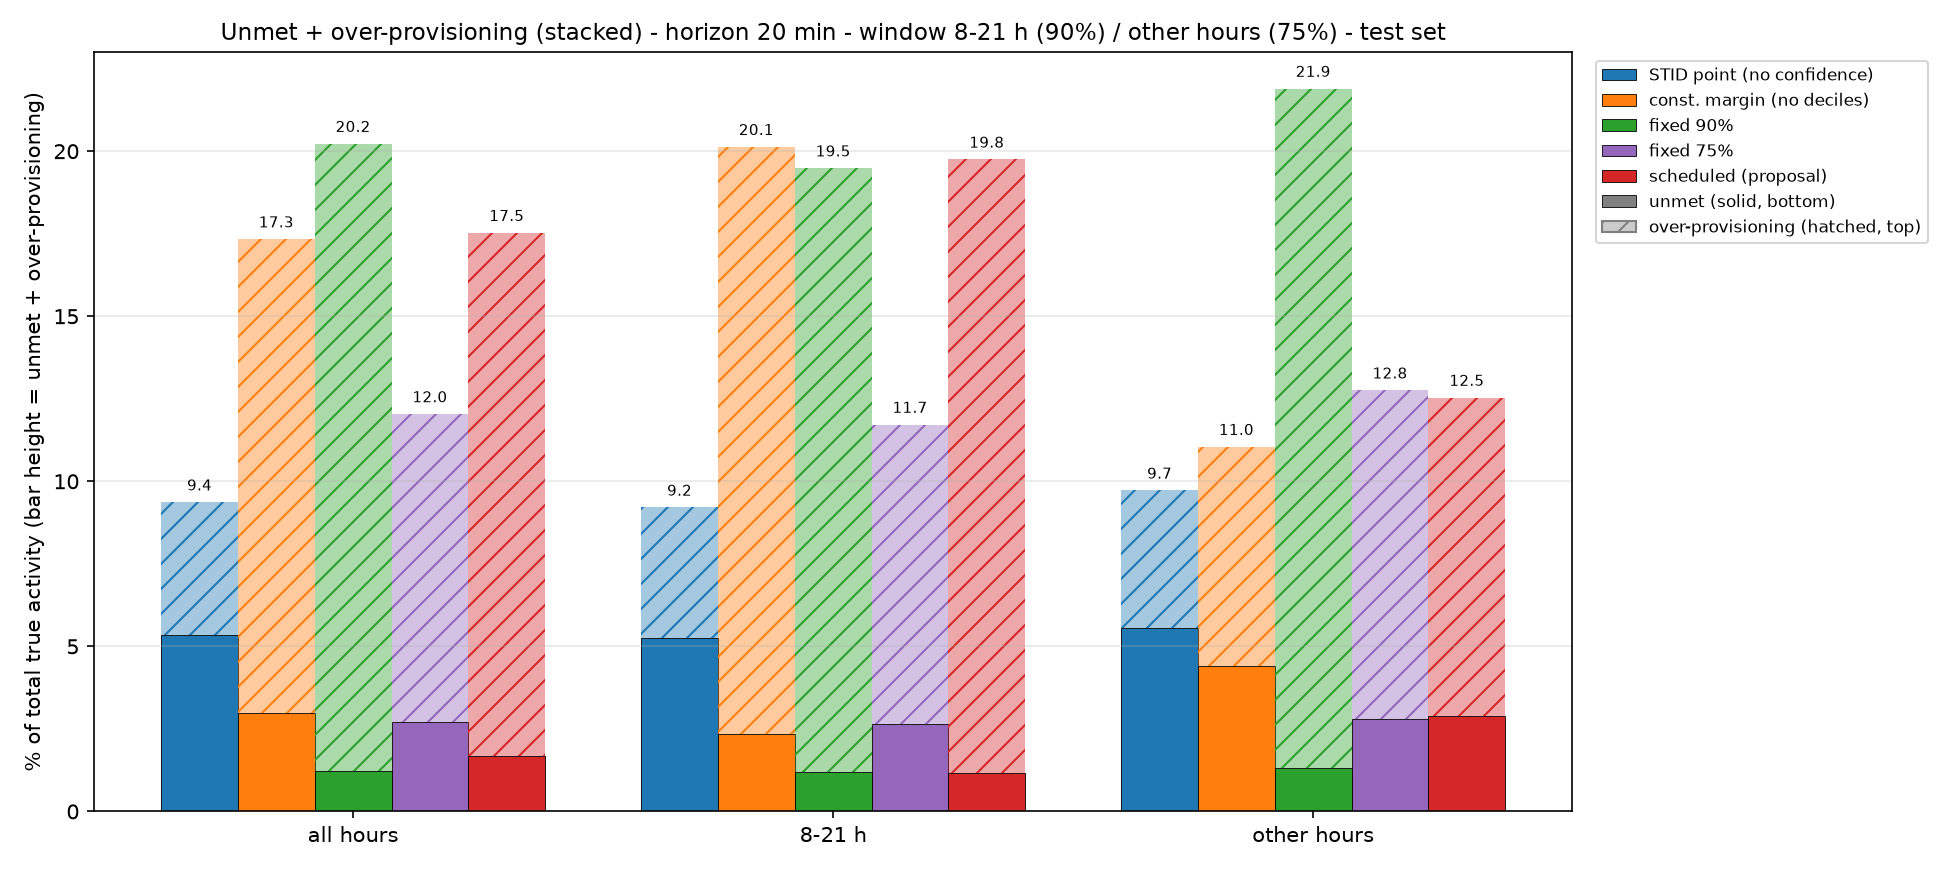 Unmet + over-provisioning (stacked) - horizon 20 min - window 8-21 h (90%) / other hours (75%) - test set
% of total true activity (bar height = unmet + over-provisioning)
20
15
10
5
0
9.4
17.3
20.2
12.0
17.5
9.2
20.1
19.5
11.7
19.8
9.7
11.0
21.9
12.8
12.5
all hours
8-21 h
other hours
STID point (no confidence)
const. margin (no deciles)
fixed 90%
fixed 75%
scheduled (proposal)
unmet (solid, bottom)
over-provisioning (hatched, top)